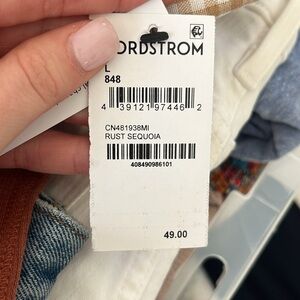 ORDSTROM
L
848
4 39121 97446 2
CN481938MI
RUST SEQUOIA
408490986101
49.00